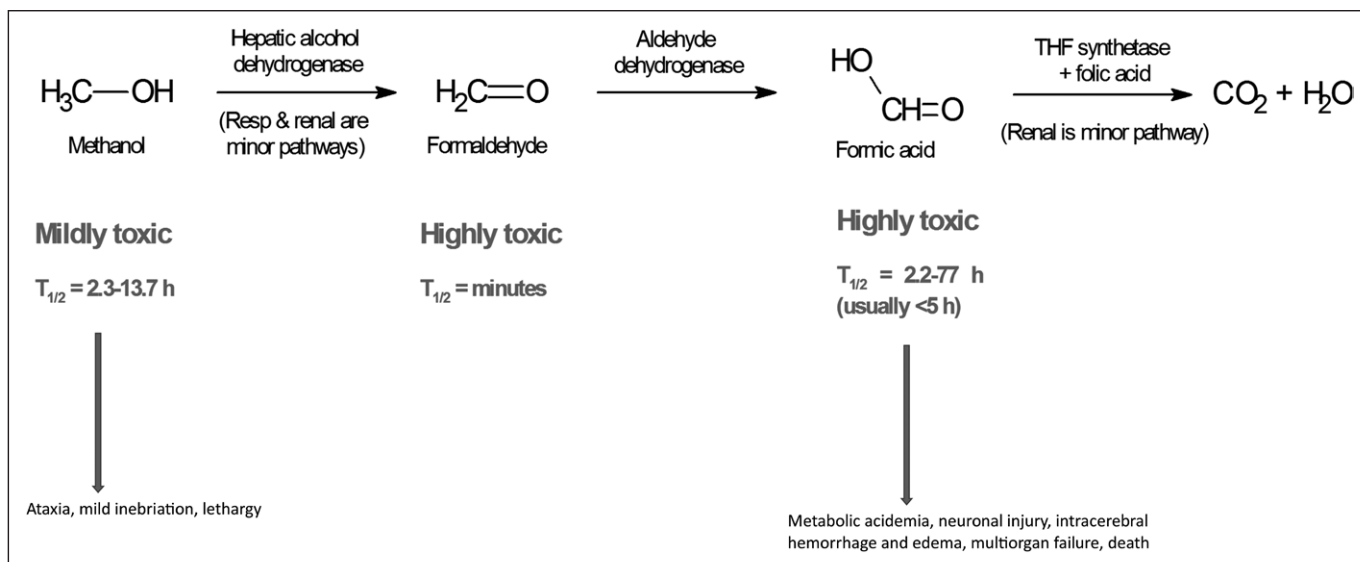 Hepatic alcohol
dehydrogenase
(Resp & renal are
minor pathways)
Aldehyde
dehydrogenase
THF synthetase
+ folic acid
(Renal is minor pathway)
H₃C—OH
Methanol
H₂C=O
Formaldehyde
HO
CH=O
Formic acid
CO₂ + H₂O
Mildly toxic
T₁/₂ = 2.3-13.7 h
Highly toxic
T₁/₂ = minutes
Highly toxic
T₁/₂ = 2.2-77 h
(usually <5 h)
Ataxia, mild inebriation, lethargy
Metabolic acidemia, neuronal injury, intracerebral
hemorrhage and edema, multiorgan failure, death